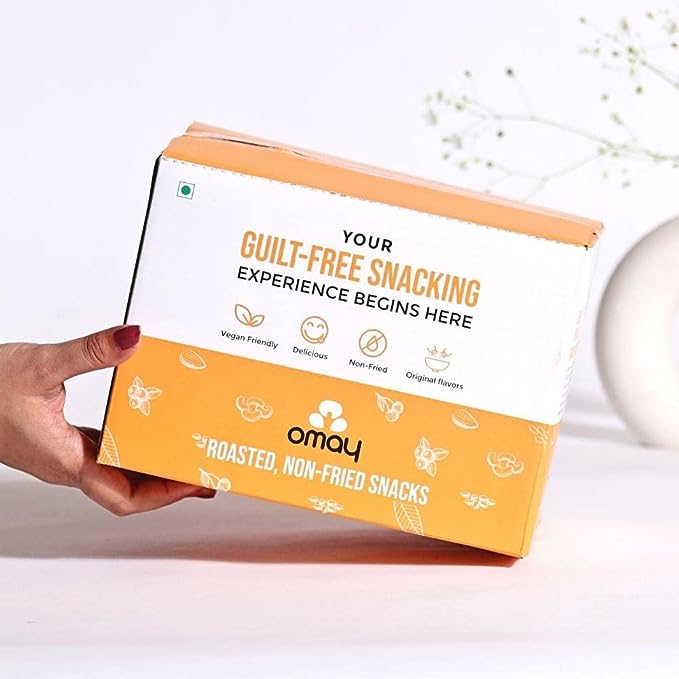 YOUR
GUILT-FREE SNACKING
EXPERIENCE BEGINS HERE
Vegan Friendly
Delicious
Non-Fried
Original flavors
omay
ROASTED, NON-FRIED SNACKS